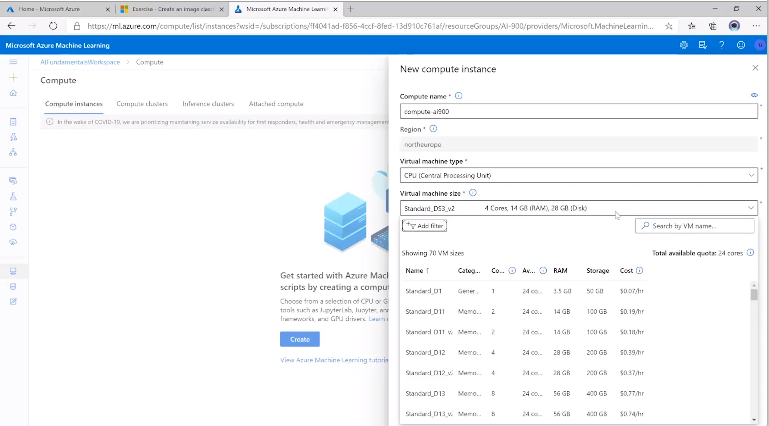 Home - Microsoft Azure
Exercise - Create an image classif
Microsoft Azure Machine Learni
https://ml.azure.com/compute/list/instances?wsid=/subscriptions/ff4041ad-f856-4ccf-8fed-13d910c761af/resourceGroups/AI-900/providers/Microsoft.MachineLearnin...
Microsoft Azure Machine Learning
AIFundamentalsWorkspace > Compute
Compute
Compute instances
Compute clusters
Inference clusters
Attached compute
In the wake of COVID-19, we are prioritizing maintaining service availability for first responders, health and emergency management
Get started with Azure Mach
scripts by creating a comput
Choose from a selection of CPU or G
tools such as JupyterLab, Jupyter, an
frameworks, and GPU drivers. Learn
Create
View Azure Machine Learning tutoria
New compute instance
Compute name *
compute-ai900
Region *
northeurope
Virtual machine type *
CPU (Central Processing Unit)
Virtual machine size *
Standard_DS3_v2 4 Cores, 14 GB (RAM), 28 GB (Disk)
Add filter
Search by VM name...
Showing 70 VM sizes
Total available quota: 24 cores
Name ↑ Categ... Co... Av... RAM Storage Cost
Standard_D1 Gener... 1 24 co... 3.5 GB 50 GB $0.07/hr
Standard_D11 Memo... 2 24 co... 14 GB 100 GB $0.19/hr
Standard_D11_v2 Memo... 2 24 co... 14 GB 100 GB $0.18/hr
Standard_D12 Memo... 4 24 co... 28 GB 200 GB $0.39/hr
Standard_D12_v2 Memo... 4 24 co... 28 GB 200 GB $0.37/hr
Standard_D13 Memo... 8 24 co... 56 GB 400 GB $0.77/hr
Standard_D13_v2 Memo... 8 24 co... 56 GB 400 GB $0.74/hr